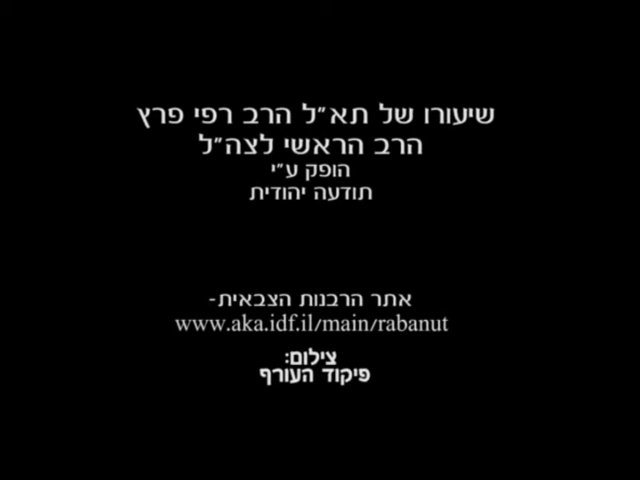 שיעורו של תא"ל הרב רפי פרץ
הרב הראשי לצה"ל
הופק ע"י
תודעה יהודית
אתר הרבנות הצבאית-
www.aka.idf.il/main/rabanut
צילום:
פיקוד העורף